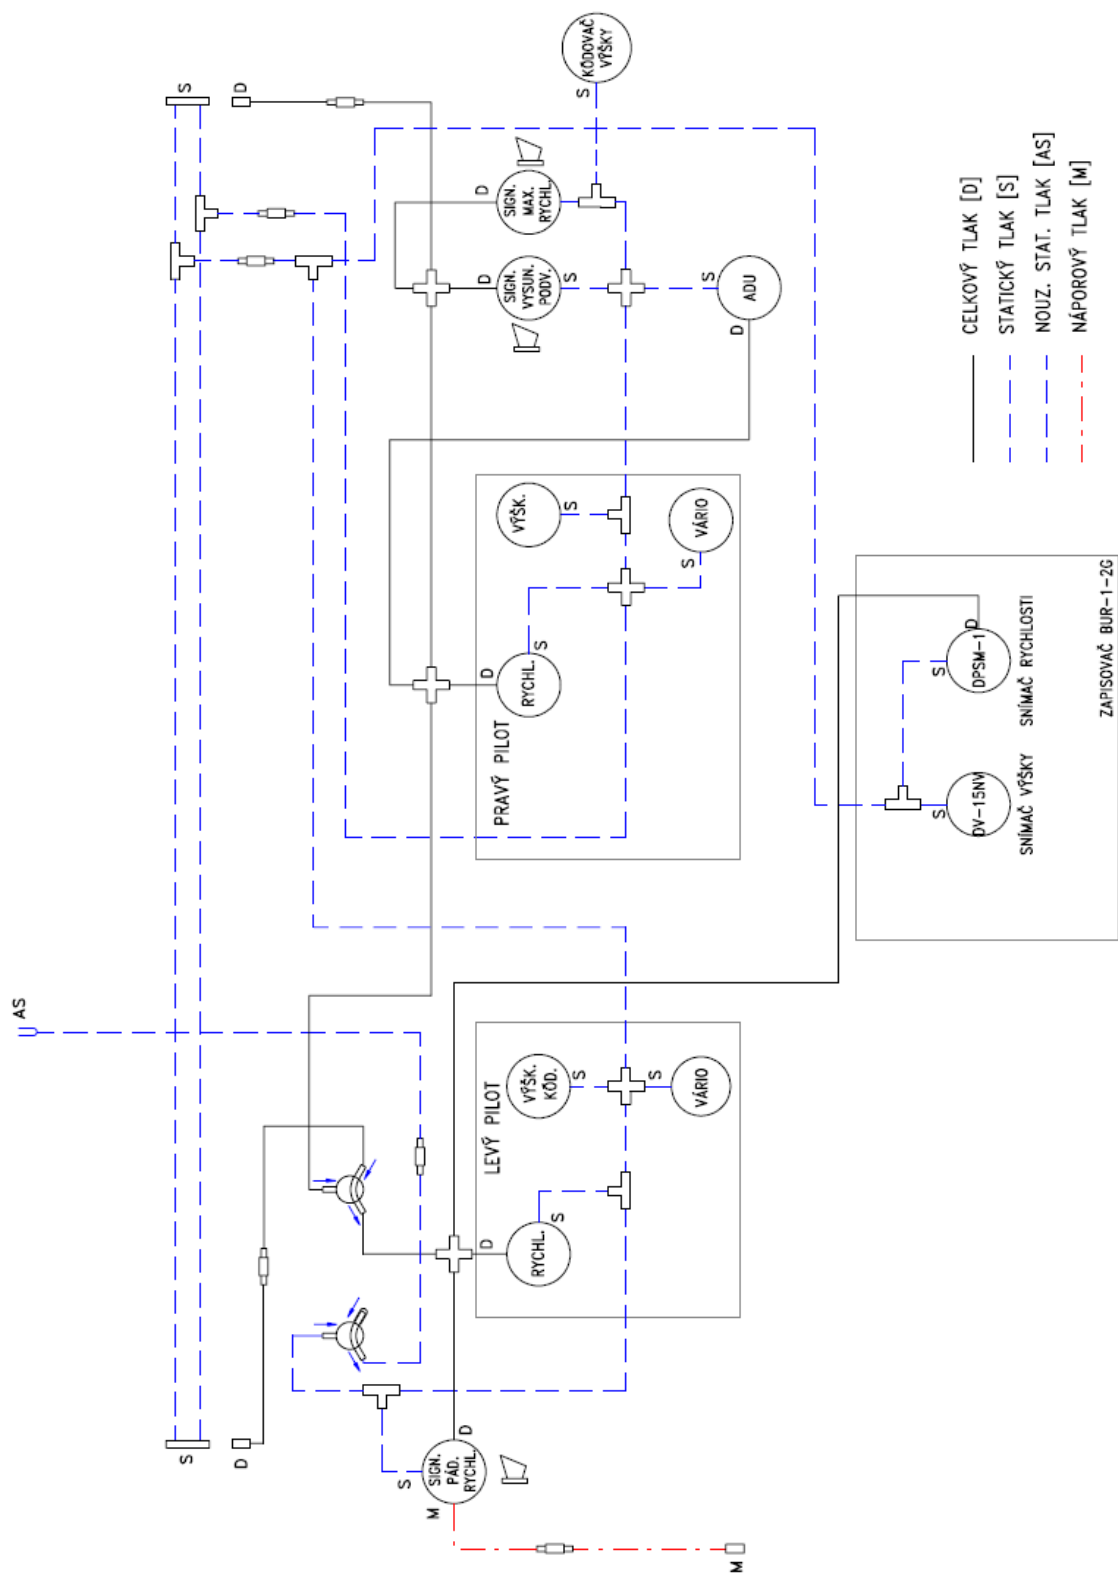 AS
S
S
D
D
S
M
SIGN.
PÁD.
RYCHL.
D
LEVÝ PILOT
D
RYCHL.
S
VÝŠK.
KÓD.
S
S
VÁRIO
PRAVÝ PILOT
D
RYCHL.
S
VÝŠK.
S
S
VÁRIO
D
SIGN.
VYSUN.
PODV.
S
D
SIGN.
MAX.
RYCHL.
S
KÓDOVAČ
VÝŠKY
S
ADU
D
M
S
DV-15NV
SNÍMAČ VÝŠKY
S
DPSM-1
D
SNÍMAČ RYCHLOSTI
ZAPISOVAČ BUR-1-2G
CELKOVÝ TLAK [D]
STATICKÝ TLAK [S]
NOUZ. STAT. TLAK [AS]
NÁPOROVÝ TLAK [M]